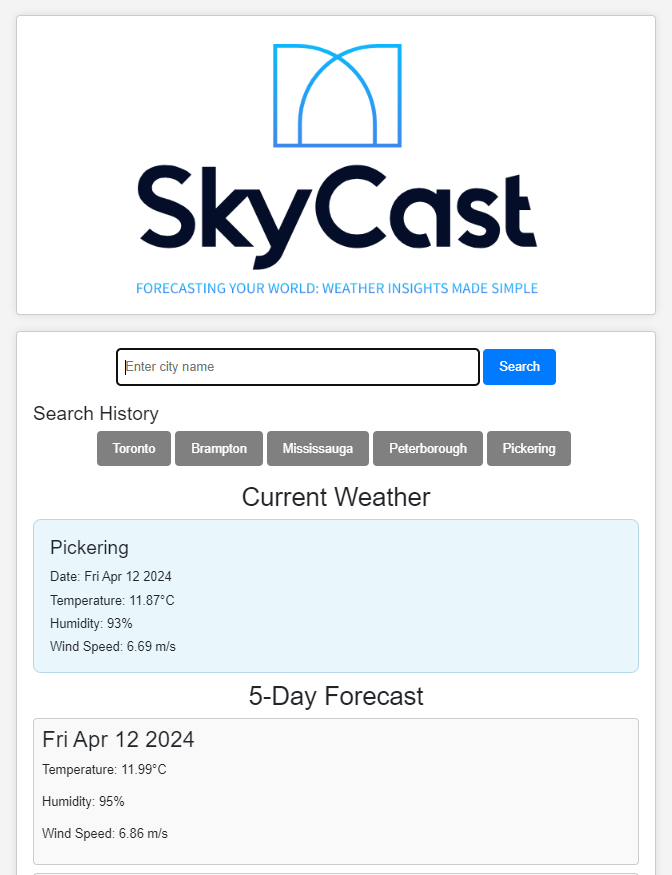 SkyCast
FORECASTING YOUR WORLD: WEATHER INSIGHTS MADE SIMPLE
Enter city name
Search
Search History
Toronto
Brampton
Mississauga
Peterborough
Pickering
Current Weather
Pickering
Date: Fri Apr 12 2024
Temperature: 11.87°C
Humidity: 93%
Wind Speed: 6.69 m/s
5-Day Forecast
Fri Apr 12 2024
Temperature: 11.99°C
Humidity: 95%
Wind Speed: 6.86 m/s